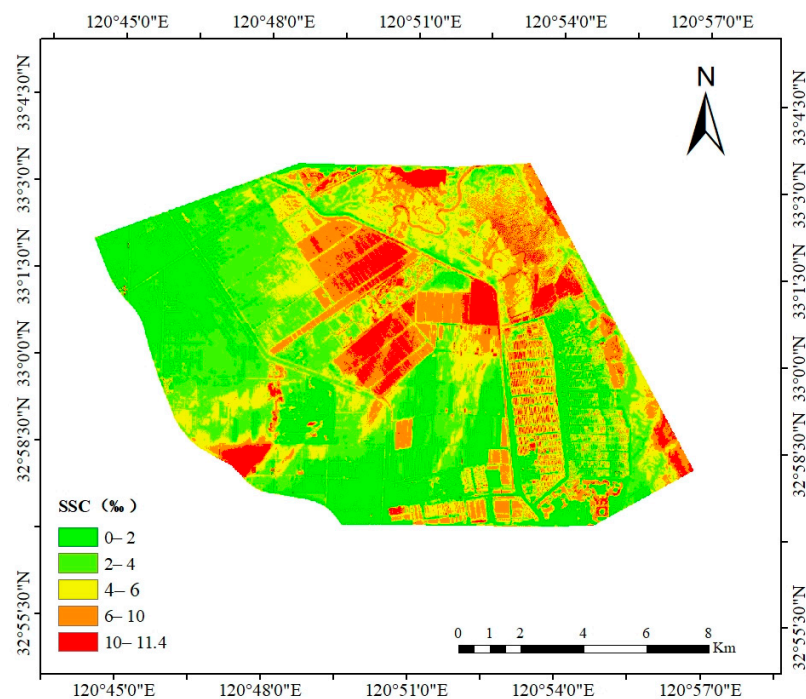 120°45'0"E 120°48'0"E 120°51'0"E 120°54'0"E 120°57'0"E
33°4'30"N 33°4'30"N
N
33°3'0"N 33°3'0"N
33°1'30"N 33°1'30"N
33°0'0"N 33°0'0"N
32°58'30"N 32°58'30"N
SSC (‰)
0–2
2–4
4–6
6–10
10–11.4
32°55'30"N 32°55'30"N
0 1 2 4 6 8
Km
120°45'0"E 120°48'0"E 120°51'0"E 120°54'0"E 120°57'0"E